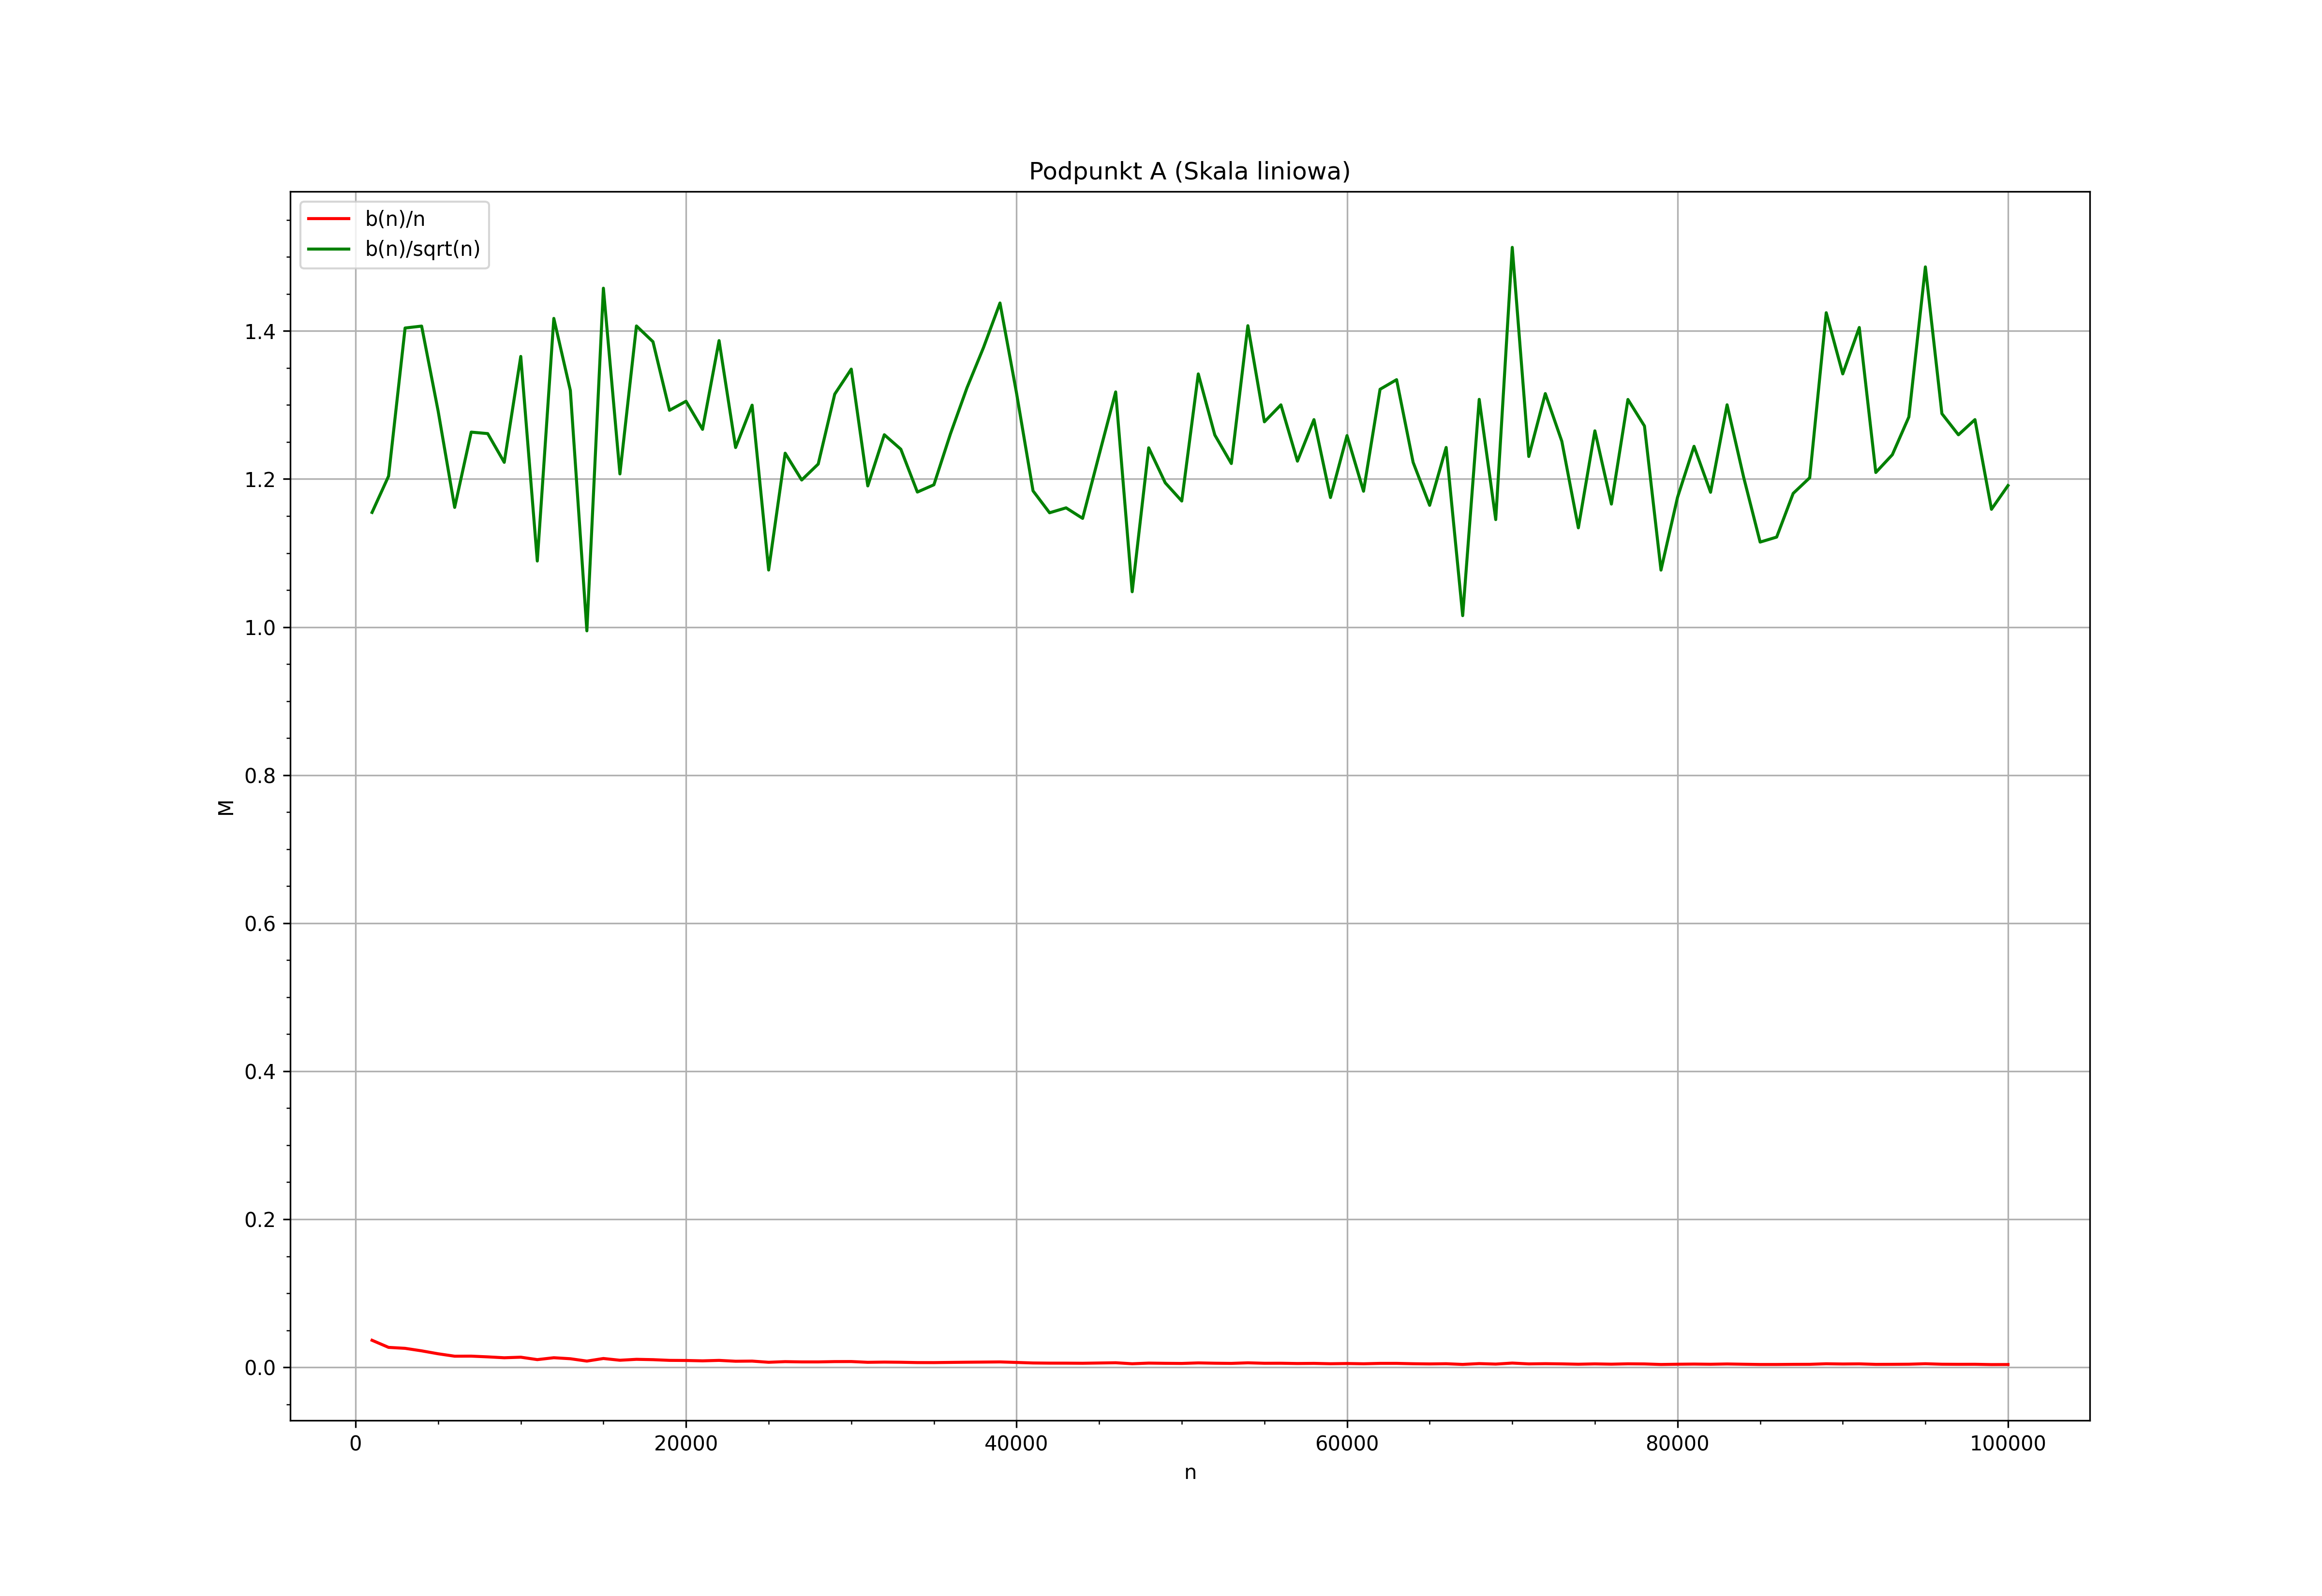 Podpunkt A (Skala liniowa)
b(n)/n
b(n)/sqrt(n)
1.4
1.2
1.0
0.8
0.6
0.4
0.2
0.0
M
0 20000 40000 60000 80000 100000
n